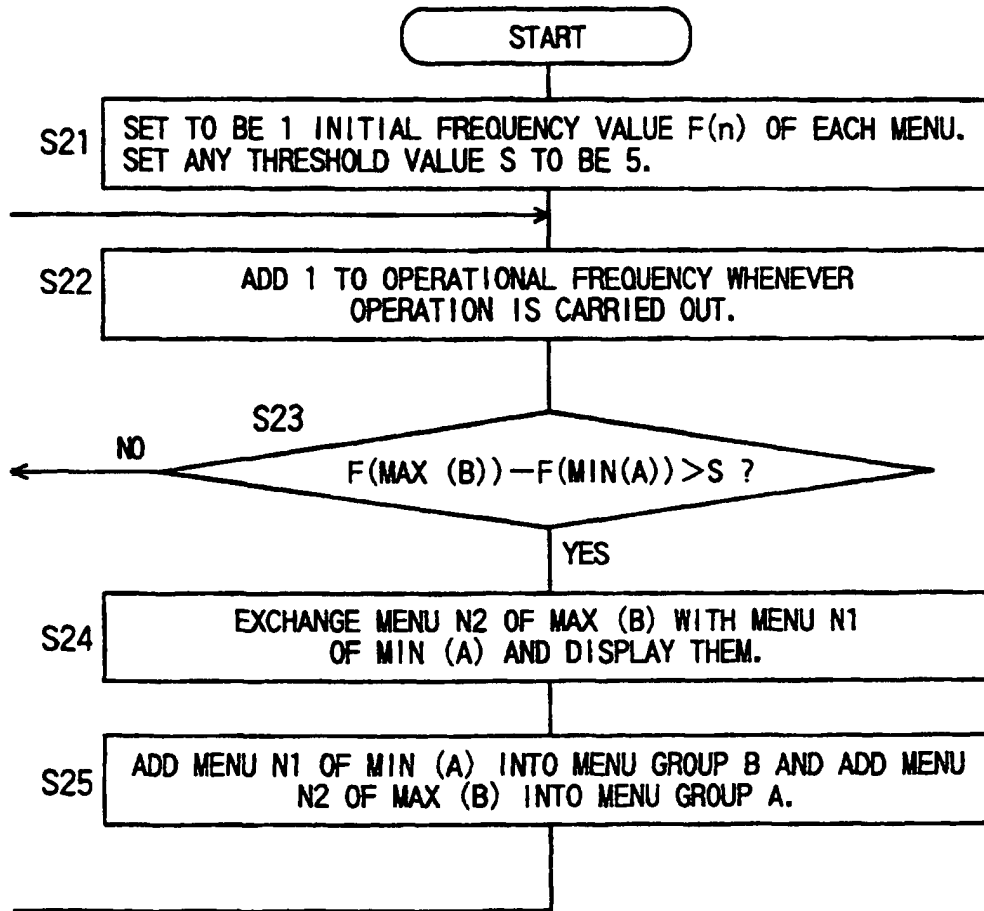 START
S21
SET TO BE 1 INITIAL FREQUENCY VALUE F(n) OF EACH MENU.
SET ANY THRESHOLD VALUE S TO BE 5.
S22
ADD 1 TO OPERATIONAL FREQUENCY WHENEVER
OPERATION IS CARRIED OUT.
S23
NO
F(MAX (B))−F(MIN(A))>S ?
YES
S24
EXCHANGE MENU N2 OF MAX (B) WITH MENU N1
OF MIN (A) AND DISPLAY THEM.
S25
ADD MENU N1 OF MIN (A) INTO MENU GROUP B AND ADD MENU
N2 OF MAX (B) INTO MENU GROUP A.